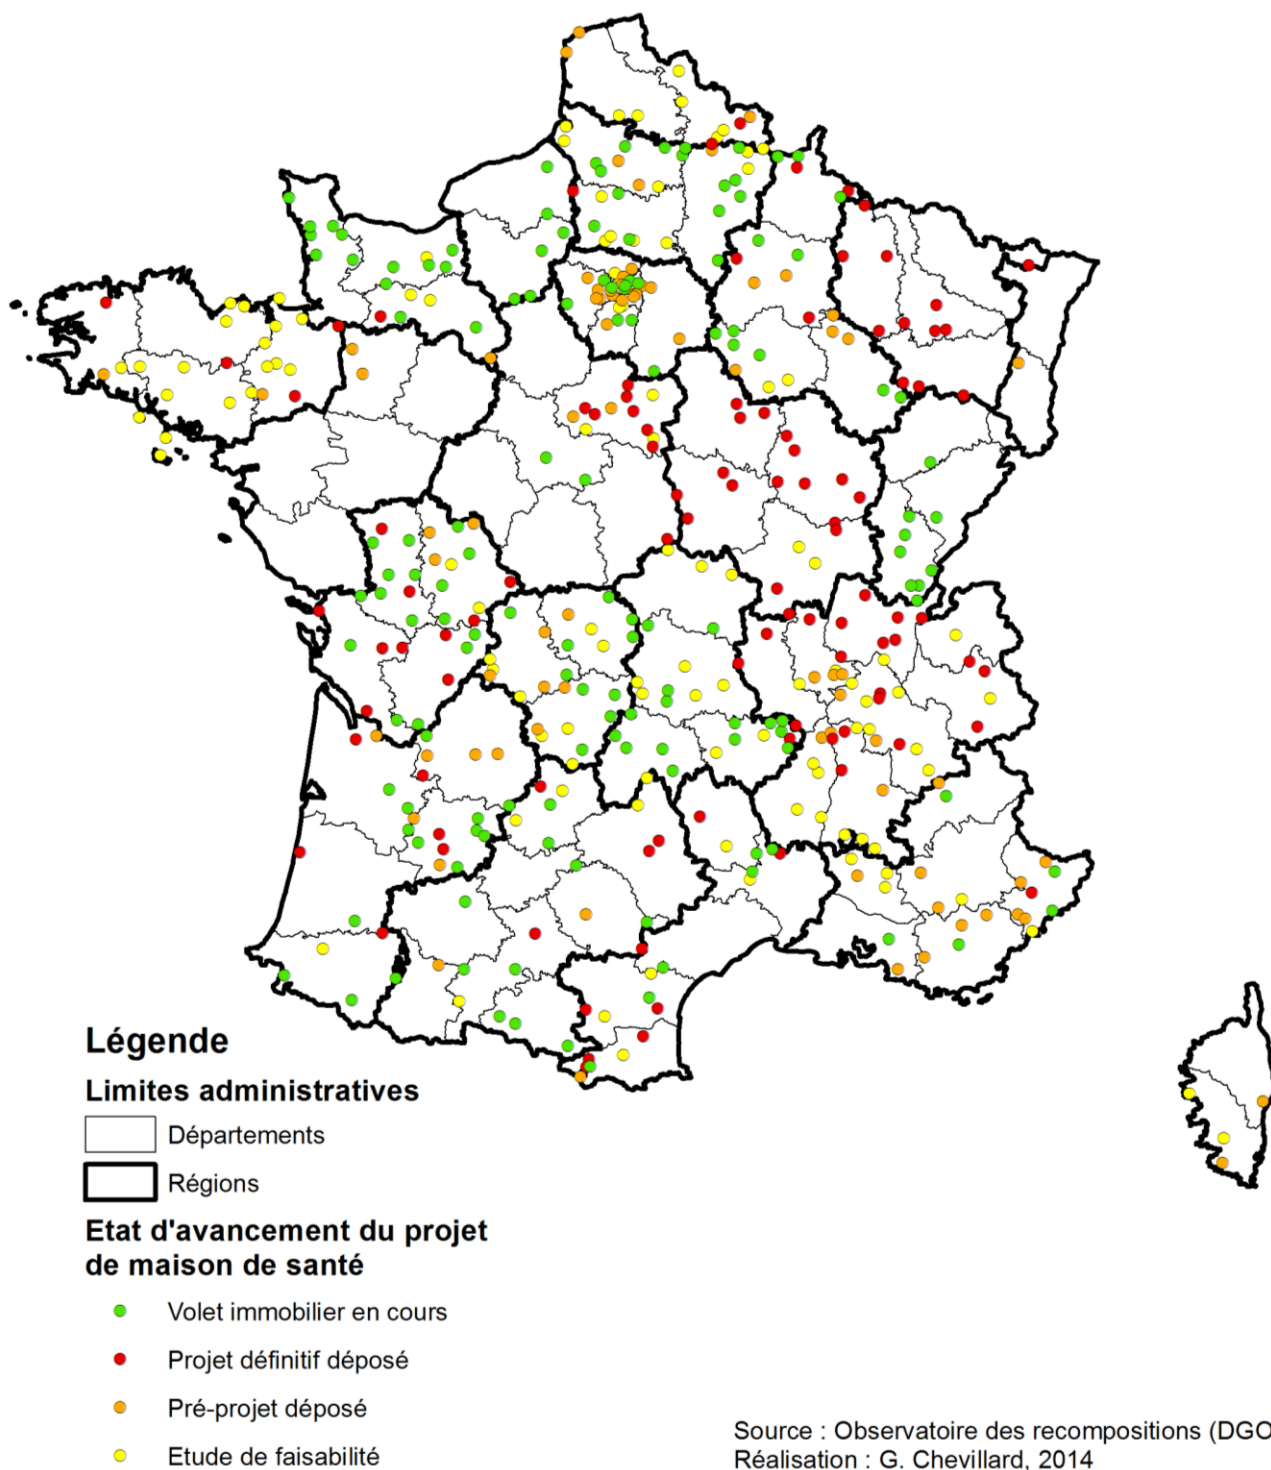 Légende
Limites administratives
Départements
Régions
Etat d'avancement du projet
de maison de santé
Volet immobilier en cours
Projet définitif déposé
Pré-projet déposé
Etude de faisabilité
Source : Observatoire des recompositions (DGO
Réalisation : G. Chevillard, 2014